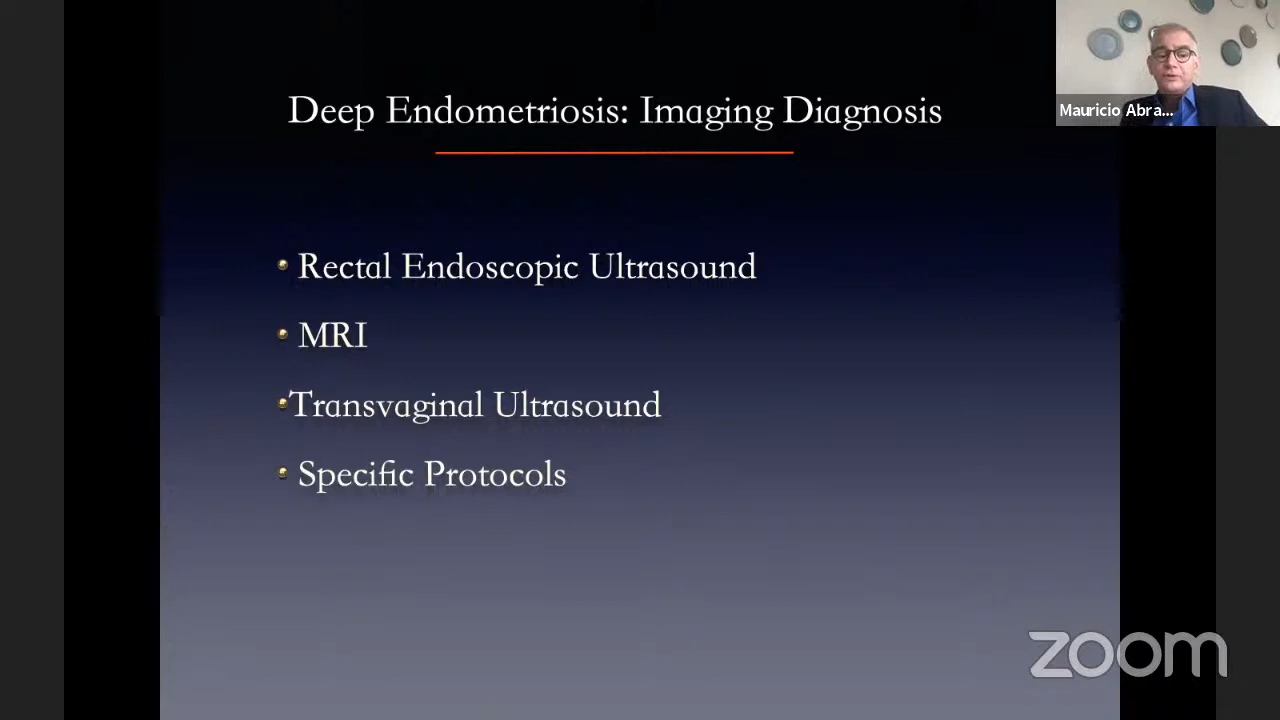 Deep Endometriosis: Imaging Diagnosis
Mauricio Abra...
• Rectal Endoscopic Ultrasound
• MRI
•Transvaginal Ultrasound
• Specific Protocols
zoom